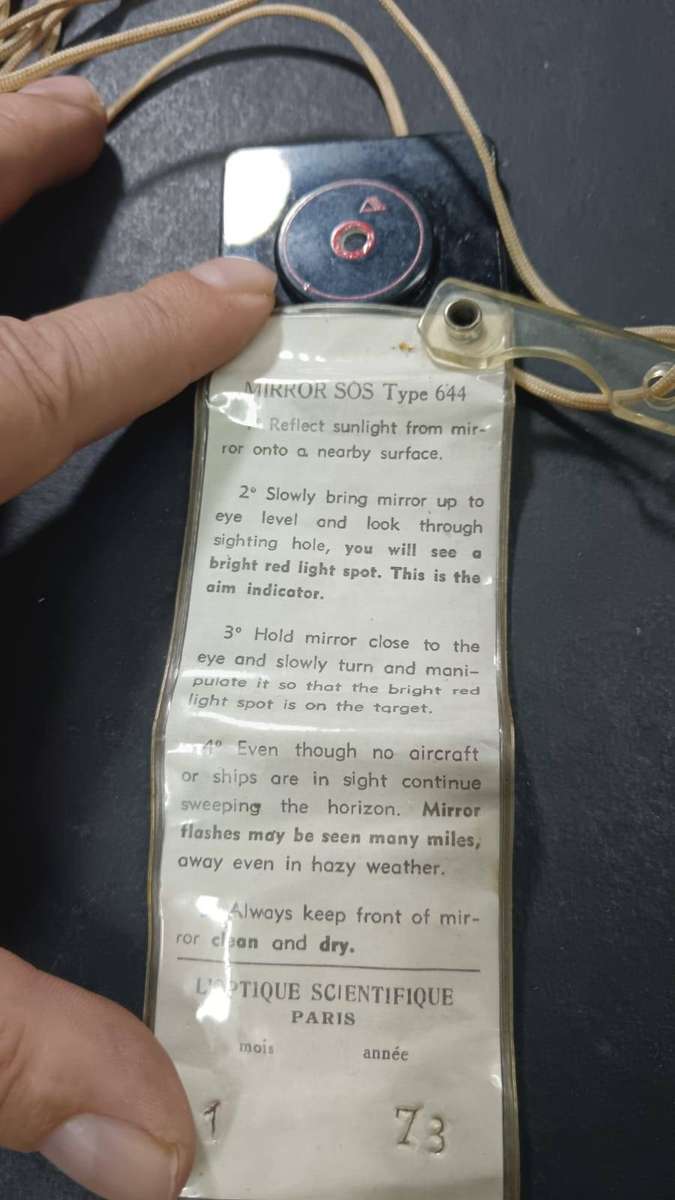 MIRROR SOS Type 644
Reflect sunlight from mir-
ror onto a nearby surface.
2° Slowly bring mirror up to
eye level and look through
sighting hole, you will see a
bright red light spot. This is the
aim indicator.
3° Hold mirror close to the
eye and slowly turn and mani-
pulate it so that the bright red
light spot is on the target.
4° Even though no aircraft
or ships are in sight continue
sweeping the horizon. Mirror
flashes may be seen many miles,
away even in hazy weather.
Always keep front of mir-
ror clean and dry.
L'OPTIQUE SCIENTIFIQUE
PARIS
mois année
1 73